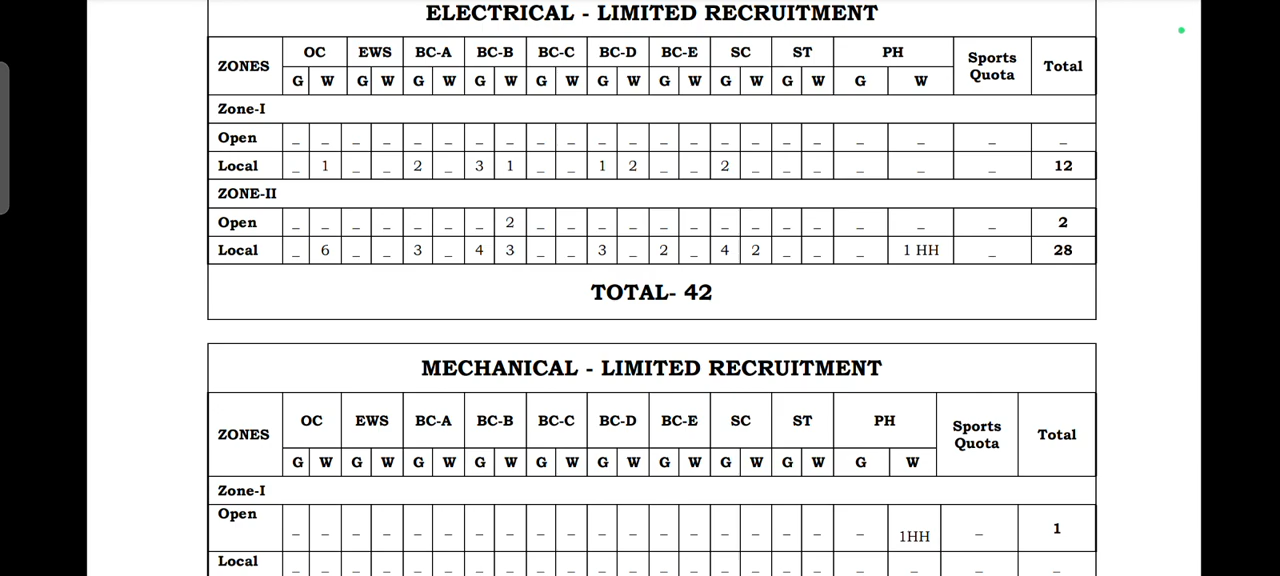 ELECTRICAL - LIMITED RECRUITMENT
ZONES OC EWS BC-A BC-B BC-C BC-D BC-E SC ST PH Sports Quota Total
G W G W G W G W G W G W G W G W G W G W
Zone-I
Open _ _ _ _ _ _ _ _ _ _ _ _ _ _ _ _ _ _ _ _ _ _
Local _ 1 _ _ 2 _ 3 1 _ _ 1 2 _ _ 2 _ _ _ _ _ _ 12
ZONE-II
Open _ _ _ _ _ _ _ 2 _ _ _ _ _ _ _ _ _ _ _ _ _ 2
Local _ 6 _ _ 3 _ 4 3 _ _ 3 _ 2 _ 4 2 _ _ _ 1 HH _ 28
TOTAL- 42
MECHANICAL - LIMITED RECRUITMENT
ZONES OC EWS BC-A BC-B BC-C BC-D BC-E SC ST PH Sports Quota Total
G W G W G W G W G W G W G W G W G W G W
Zone-I
Open _ _ _ _ _ _ _ _ _ _ _ _ _ _ _ _ _ _ _ 1HH _ 1
Local _ _ _ _ _ _ _ _ _ _ _ _ _ _ _ _ _ _ _ _ _ _